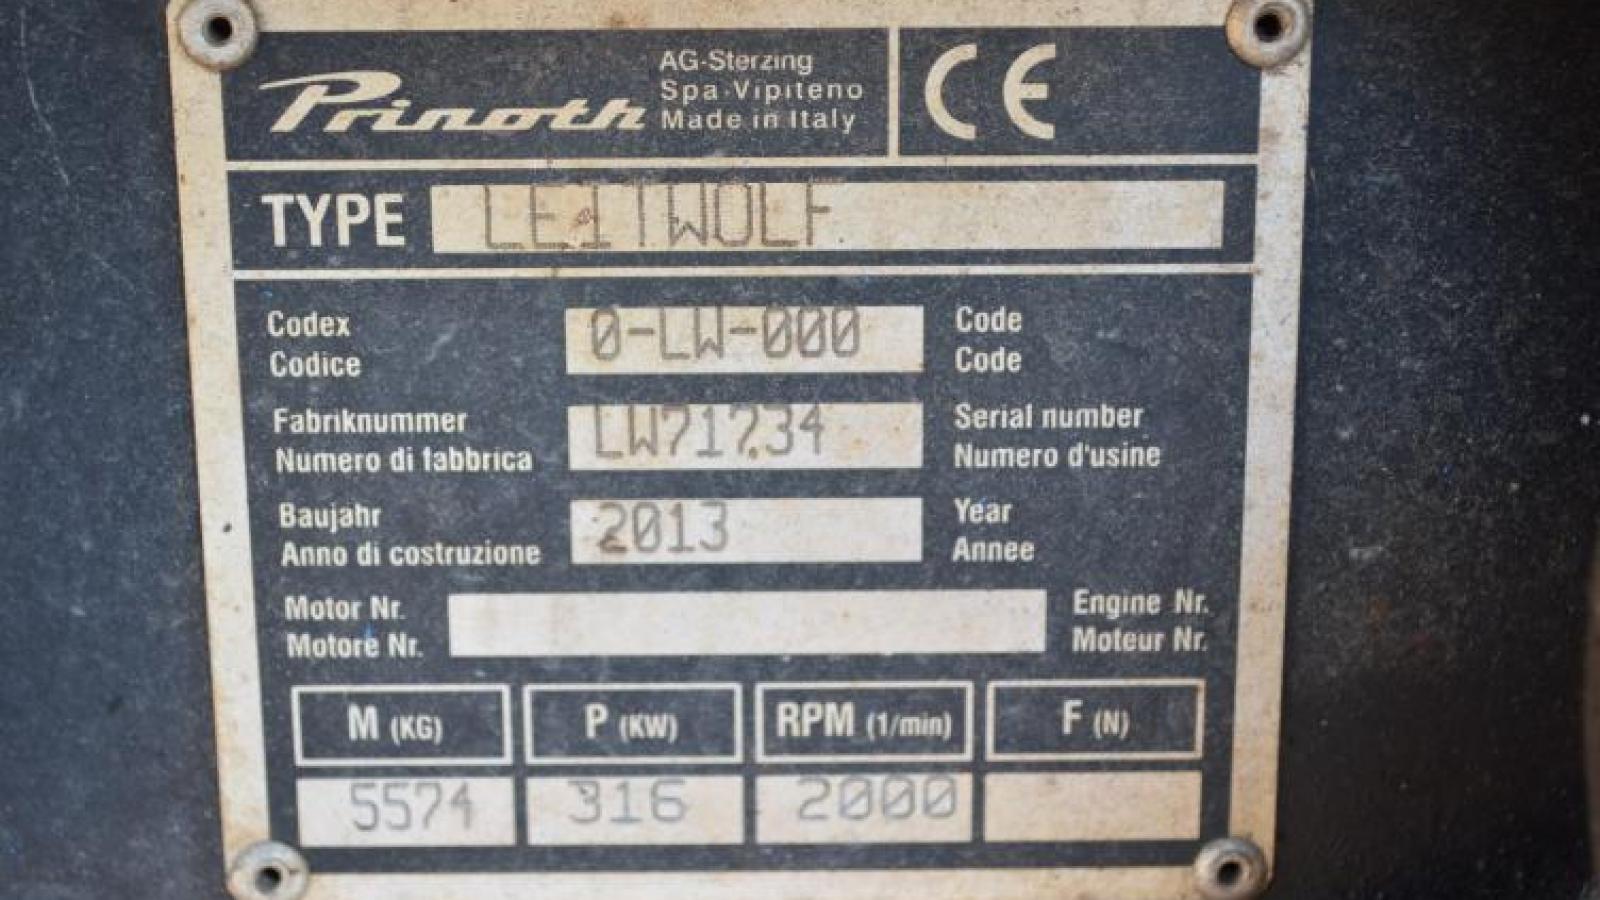 Prinoth
AG-Sterzing
Spa-Vipiteno
Made in Italy
CE
TYPE LEITWOLF
Codex
Codice
0-LW-000
Code
Code
Fabriknummer
Numero di fabbrica
LW71734
Serial number
Numero d'usine
Baujahr
Anno di costruzione
2013
Year
Annee
Motor Nr.
Motore Nr.
Engine Nr.
Moteur Nr.
M (KG) P (KW) RPM (1/min) F (N)
5574 316 2000